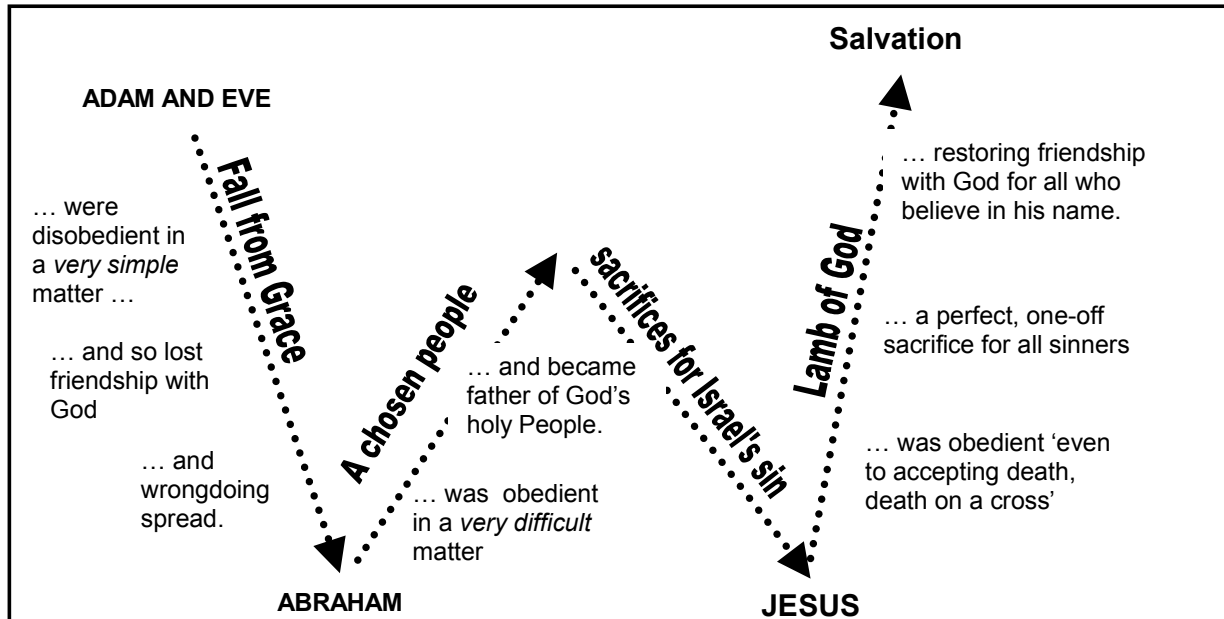 Salvation
ADAM AND EVE
Fall from Grace
… were
disobedient in
a very simple
matter …
… and so lost
friendship with
God
… and
wrongdoing
spread.
ABRAHAM
… was  obedient
in a very difficult
matter
A chosen people
… and became
father of God’s
holy People.
sacrifices for Israel's sin
JESUS
… was obedient ‘even
to accepting death,
death on a cross’
Lamb of God
… a perfect, one-off
sacrifice for all sinners
… restoring friendship
with God for all who
believe in his name.